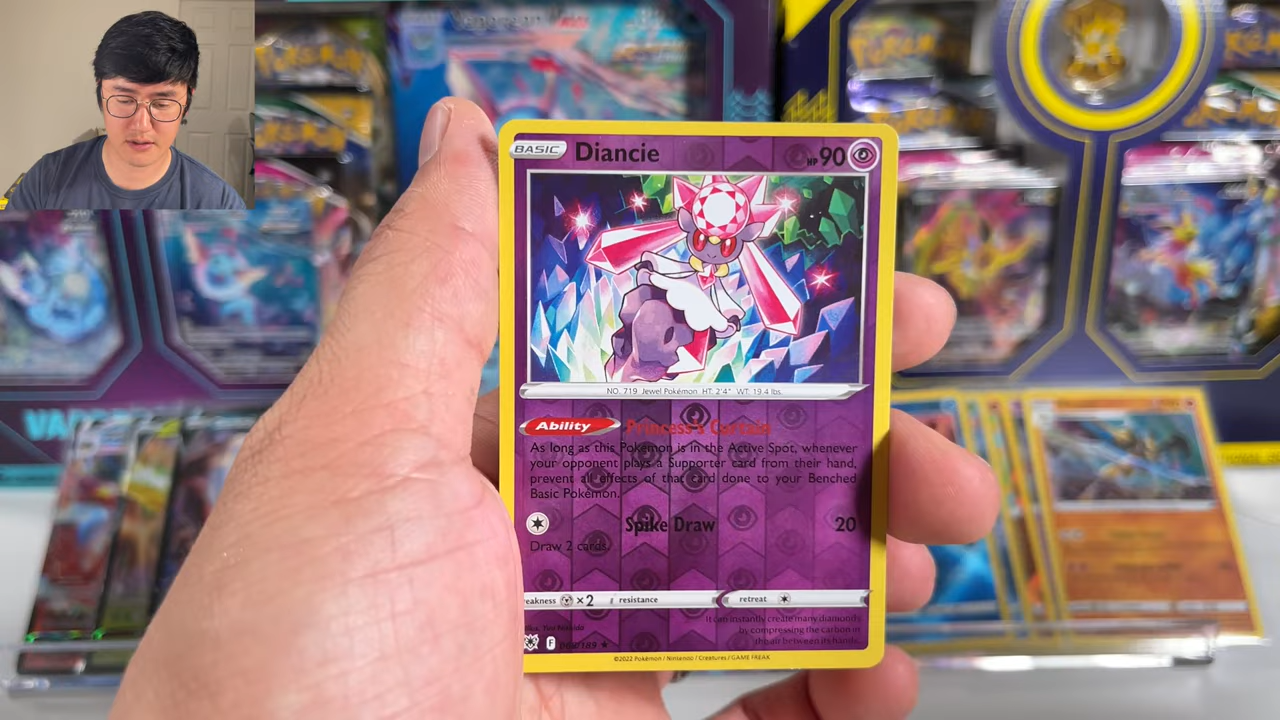 Vaporeon
BASIC Diancie HP 90
NO. 719 Jewel Pokémon HT: 2'4" WT: 19.4 lbs.
Ability Princess's Curtain
As long as this Pokémon is in the Active Spot, whenever
your opponent plays a Supporter card from their hand,
prevent all effects of that card done to your Benched
Basic Pokémon.
Spike Draw 20
Draw 2 cards.
eakness ×2 resistance retreat
It can instantly create many diamonds
by compressing the carbon in
the air between its hands.
F 068/189
©2022 Pokémon / Nintendo / Creatures / GAME FREAK